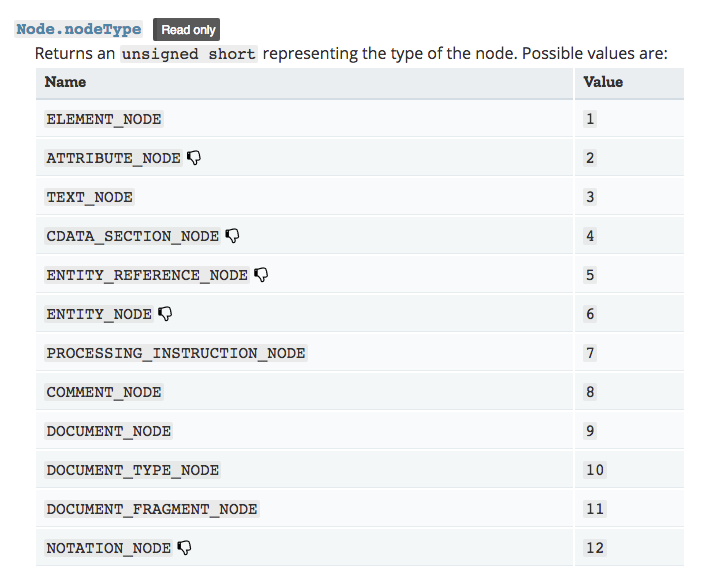 Node.nodeType Read only
Returns an unsigned short representing the type of the node. Possible values are:
Name Value
ELEMENT_NODE 1
ATTRIBUTE_NODE 2
TEXT_NODE 3
CDATA_SECTION_NODE 4
ENTITY_REFERENCE_NODE 5
ENTITY_NODE 6
PROCESSING_INSTRUCTION_NODE 7
COMMENT_NODE 8
DOCUMENT_NODE 9
DOCUMENT_TYPE_NODE 10
DOCUMENT_FRAGMENT_NODE 11
NOTATION_NODE 12